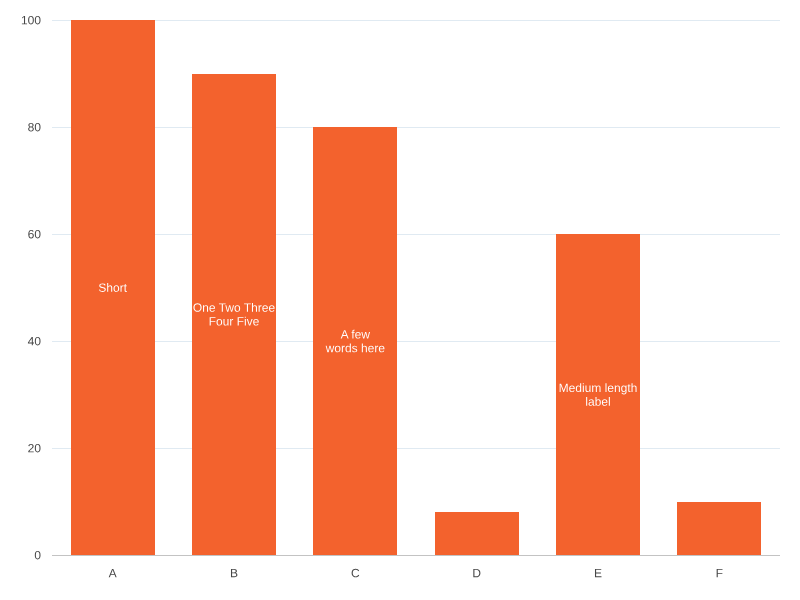 100
80
60
40
20
0
Short
One Two Three
Four Five
A few
words here
Medium length
label
A
B
C
D
E
F